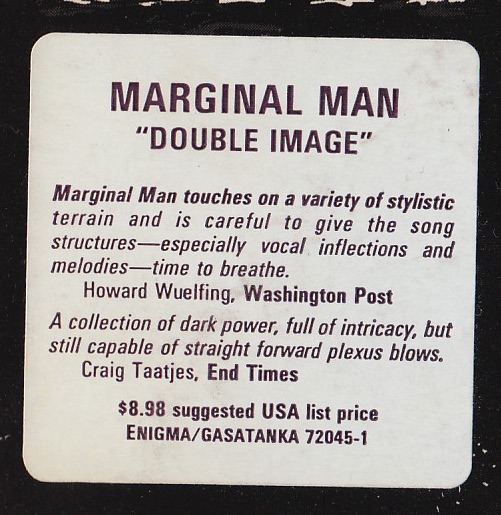 MARGINAL MAN
"DOUBLE IMAGE"
Marginal Man touches on a variety of stylistic
terrain and is careful to give the song
structures—especially vocal inflections and
melodies—time to breathe.
Howard Wuelfing, Washington Post
A collection of dark power, full of intricacy, but
still capable of straight forward plexus blows.
Craig Taatjes, End Times
$8.98 suggested USA list price
ENIGMA/GASATANKA 72045-1